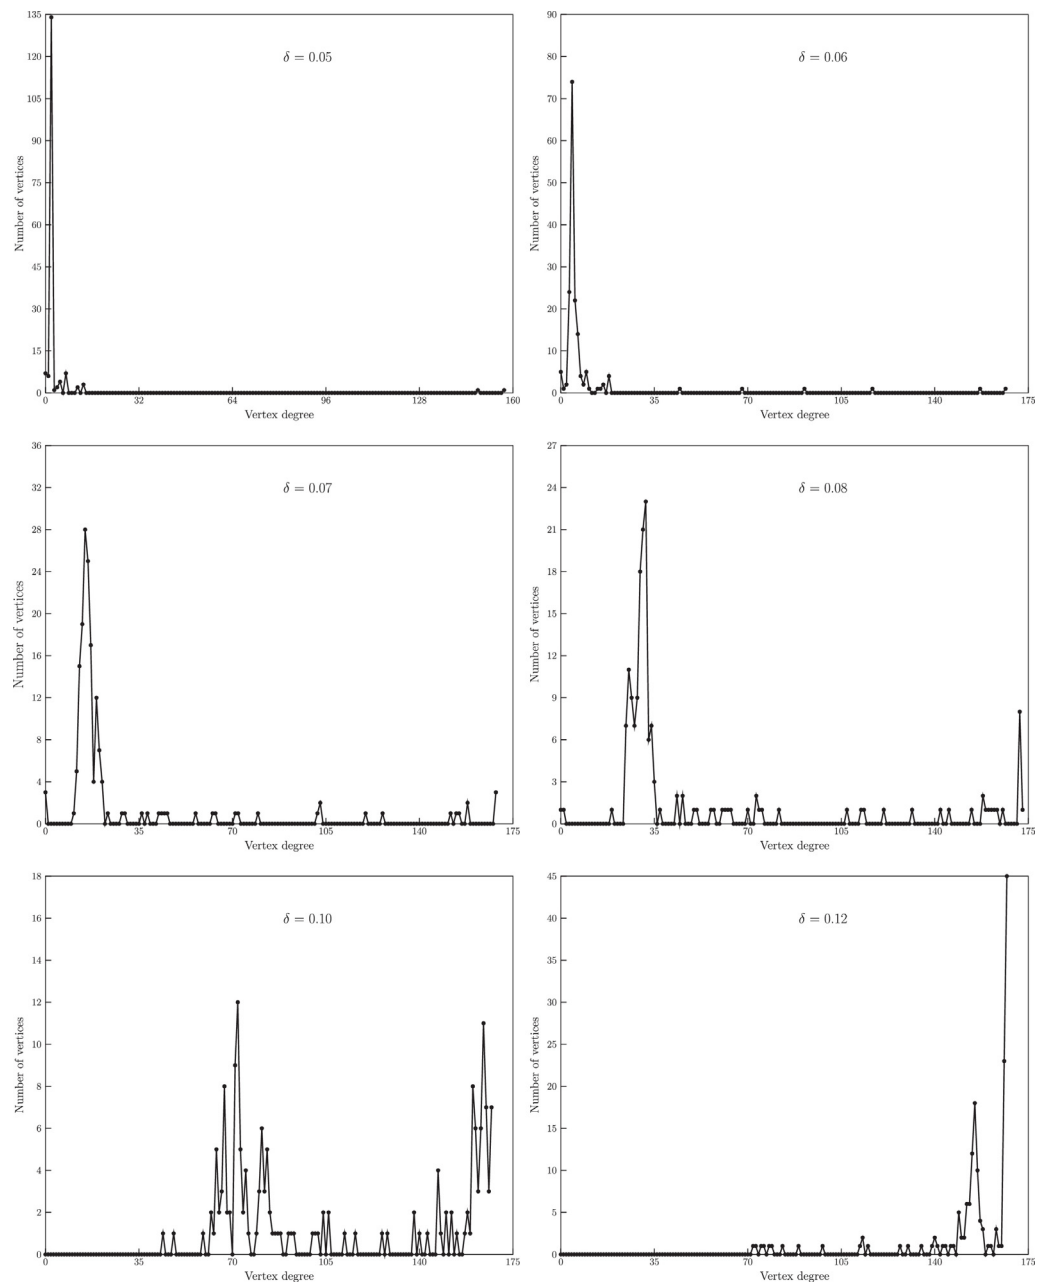 135
120
105
90
75
60
45
30
15
0
Number of vertices
δ = 0.05
0 32 64 96 128 160
Vertex degree
90
80
70
60
50
40
30
20
10
0
Number of vertices
δ = 0.06
0 35 70 105 140 175
Vertex degree
36
32
28
24
20
16
12
8
4
0
Number of vertices
δ = 0.07
0 35 70 105 140 175
Vertex degree
27
24
21
18
15
12
9
6
3
0
Number of vertices
δ = 0.08
0 35 70 105 140 175
Vertex degree
18
16
14
12
10
8
6
4
2
0
Number of vertices
δ = 0.10
0 35 70 105 140 175
Vertex degree
45
40
35
30
25
20
15
10
5
0
Number of vertices
δ = 0.12
0 35 70 105 140 175
Vertex degree